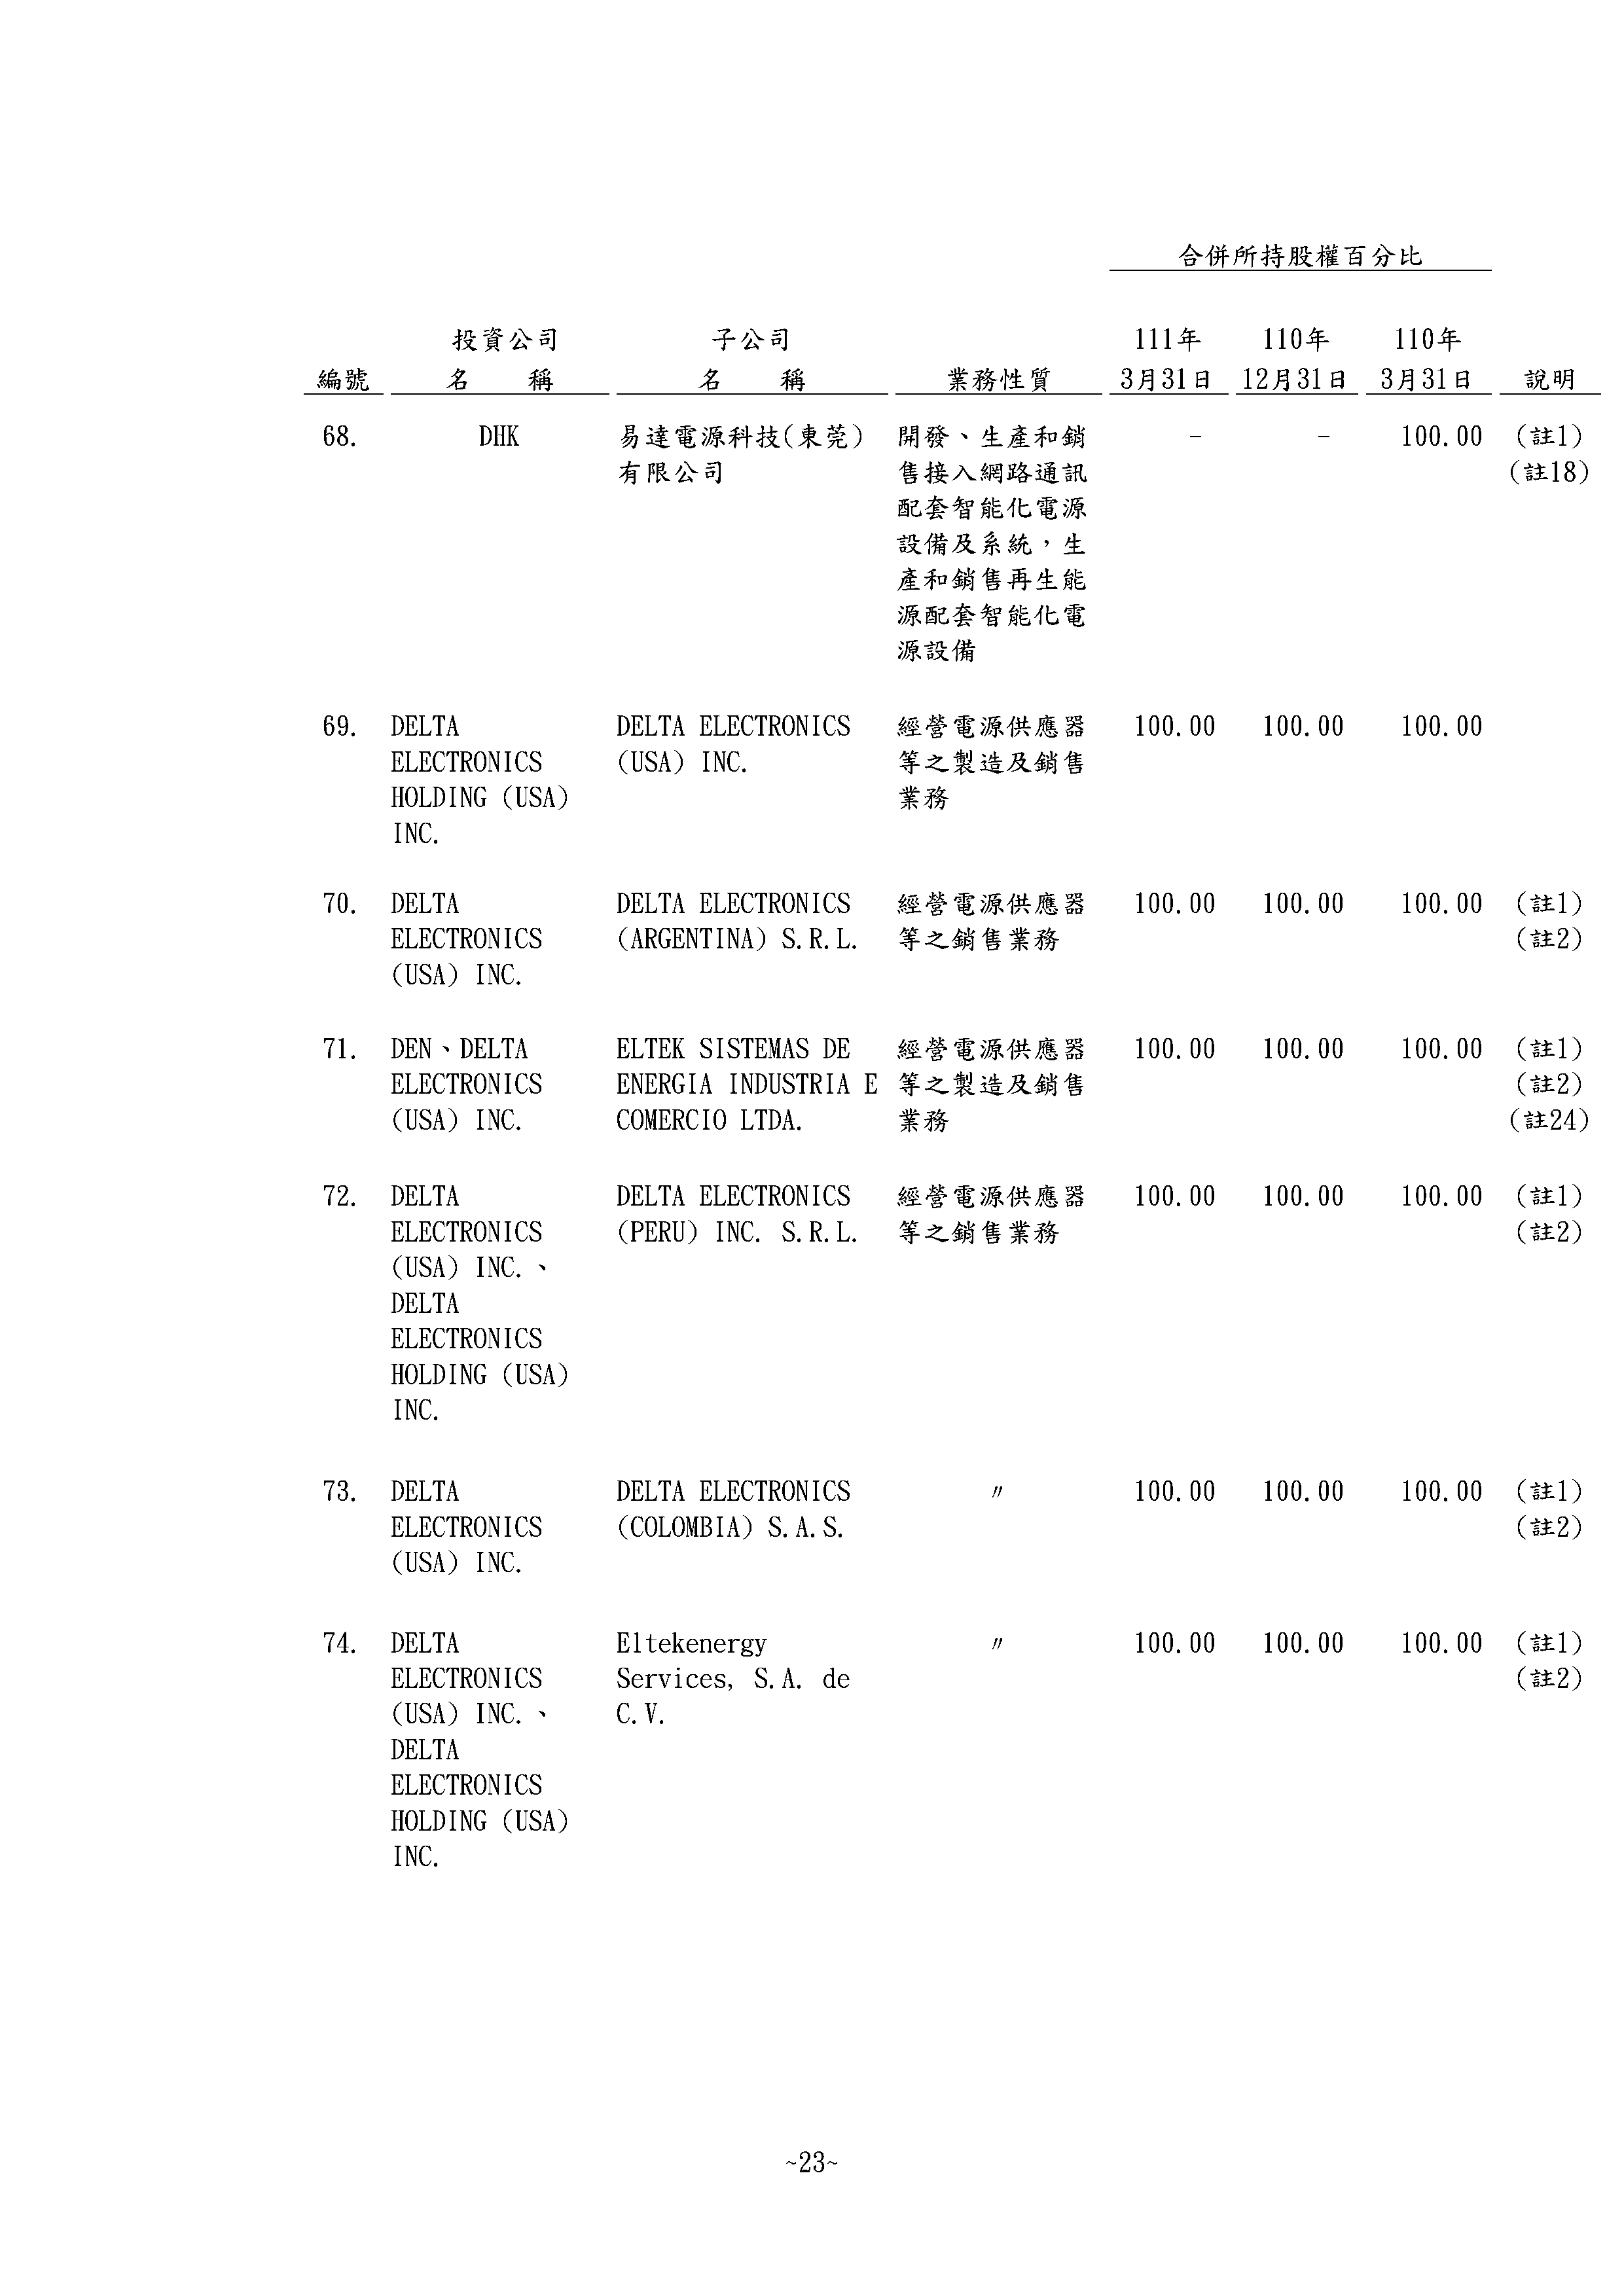 合併所持股權百分比
投資公司 子公司 111年 110年 110年
編號 名 稱 名 稱 業務性質 3月31日 12月31日 3月31日 說明
68. DHK 易達電源科技(東莞) 開發、生產和銷 - - 100.00 (註1)
有限公司 售接入網路通訊 (註18)
配套智能化電源
設備及系統，生
產和銷售再生能
源配套智能化電
源設備
69. DELTA DELTA ELECTRONICS 經營電源供應器 100.00 100.00 100.00
ELECTRONICS (USA) INC. 等之製造及銷售
HOLDING (USA) 業務
INC.
70. DELTA DELTA ELECTRONICS 經營電源供應器 100.00 100.00 100.00 (註1)
ELECTRONICS (ARGENTINA) S.R.L. 等之銷售業務 (註2)
(USA) INC.
71. DEN、DELTA ELTEK SISTEMAS DE 經營電源供應器 100.00 100.00 100.00 (註1)
ELECTRONICS ENERGIA INDUSTRIA E 等之製造及銷售 (註2)
(USA) INC. COMERCIO LTDA. 業務 (註24)
72. DELTA DELTA ELECTRONICS 經營電源供應器 100.00 100.00 100.00 (註1)
ELECTRONICS (PERU) INC. S.R.L. 等之銷售業務 (註2)
(USA) INC.、
DELTA
ELECTRONICS
HOLDING (USA)
INC.
73. DELTA DELTA ELECTRONICS 〃 100.00 100.00 100.00 (註1)
ELECTRONICS (COLOMBIA) S.A.S. (註2)
(USA) INC.
74. DELTA Eltekenergy 〃 100.00 100.00 100.00 (註1)
ELECTRONICS Services, S.A. de (註2)
(USA) INC.、 C.V.
DELTA
ELECTRONICS
HOLDING (USA)
INC.
~23~